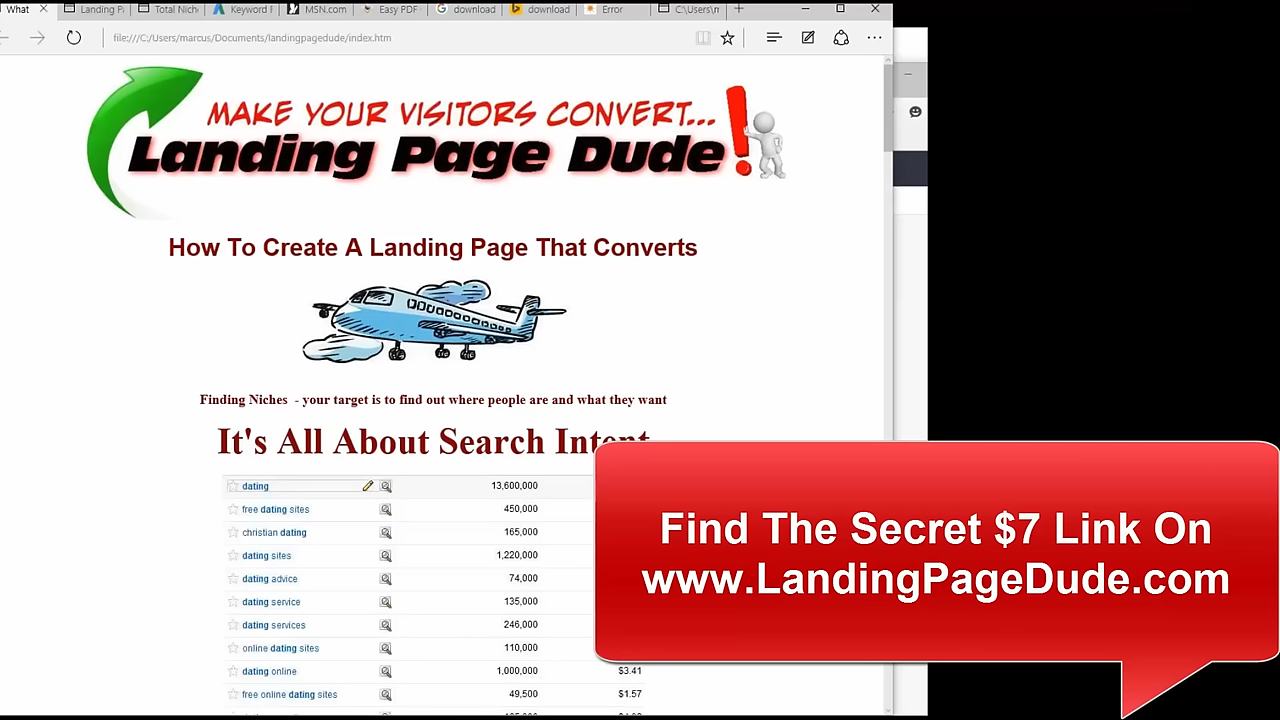 What
Landing P
Total Nich
Keyword
MSN.com
Easy PDF
download
download
Error
C:\Users\m
file:///C:/Users/marcus/Documents/landingpagedude/index.htm
MAKE YOUR VISITORS CONVERT...
Landing Page Dude!
How To Create A Landing Page That Converts
Finding Niches - your target is to find out where people are and what they want
It's All About Search Intent
dating 13,600,000
free dating sites 450,000
christian dating 165,000
dating sites 1,220,000
dating advice 74,000
dating service 135,000
dating services 246,000
online dating sites 110,000
dating online 1,000,000 $3.41
free online dating sites 49,500 $1.57
Find The Secret $7 Link On
www.LandingPageDude.com